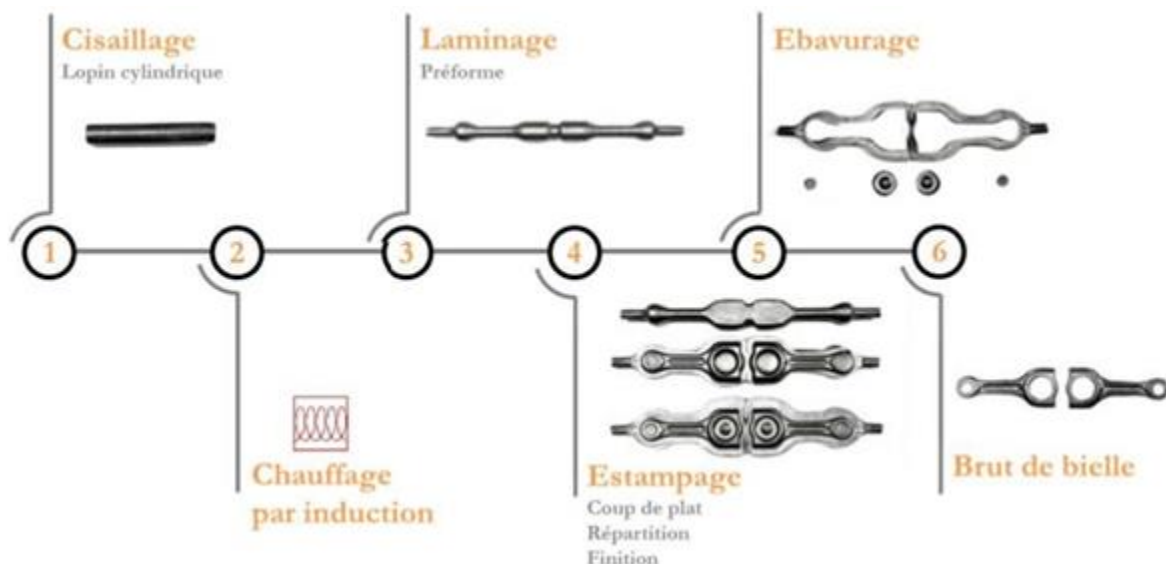 Cisaillage
Lopin cylindrique
Laminage
Préforme
Ebavurage
1
2
3
4
5
6
Chauffage
par induction
Estampage
Coup de plat
Répartition
Finition
Brut de bielle